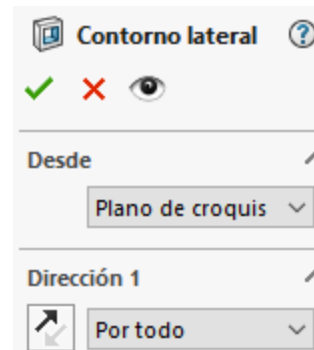 Contorno lateral
Desde
Plano de croquis
Dirección 1
Por todo